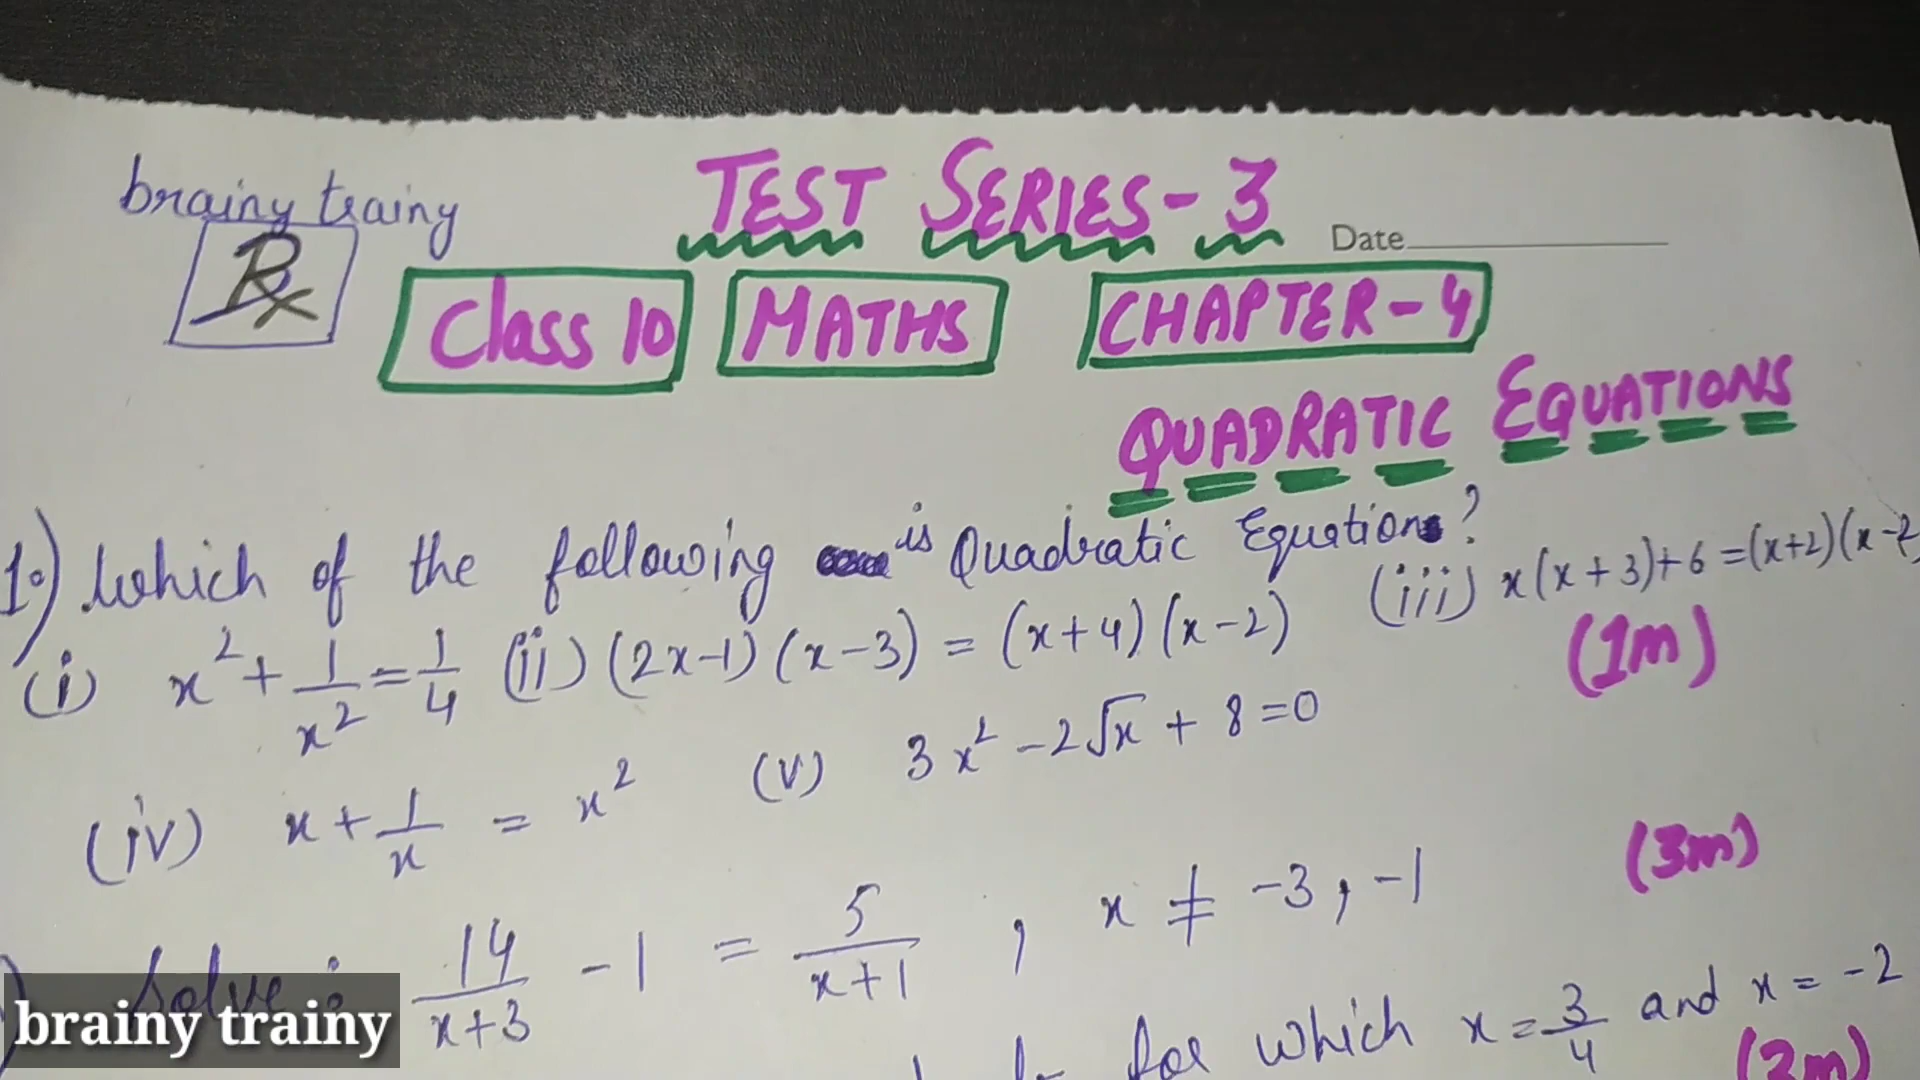 brainy trainy
TEST SERIES-3
Date
Bx
Class 10 MATHS CHAPTER-4
QUADRATIC EQUATIONS
1.) Which of the following is Quadratic Equation?
(i) x² + 1/x² = 1/4 (ii) (2x-1)(x-3) = (x+4)(x-2) (iii) x(x+3)+6 = (x+2)(x-2)
(1m)
(iv) x + 1/x = x² (v) 3x² - 2√x + 8 = 0
(3m)
Solve : 14/(x+3) - 1 = 5/(x+1) , x ≠ -3, -1
for which x = 3/4 and x = -2
(2m)
brainy trainy